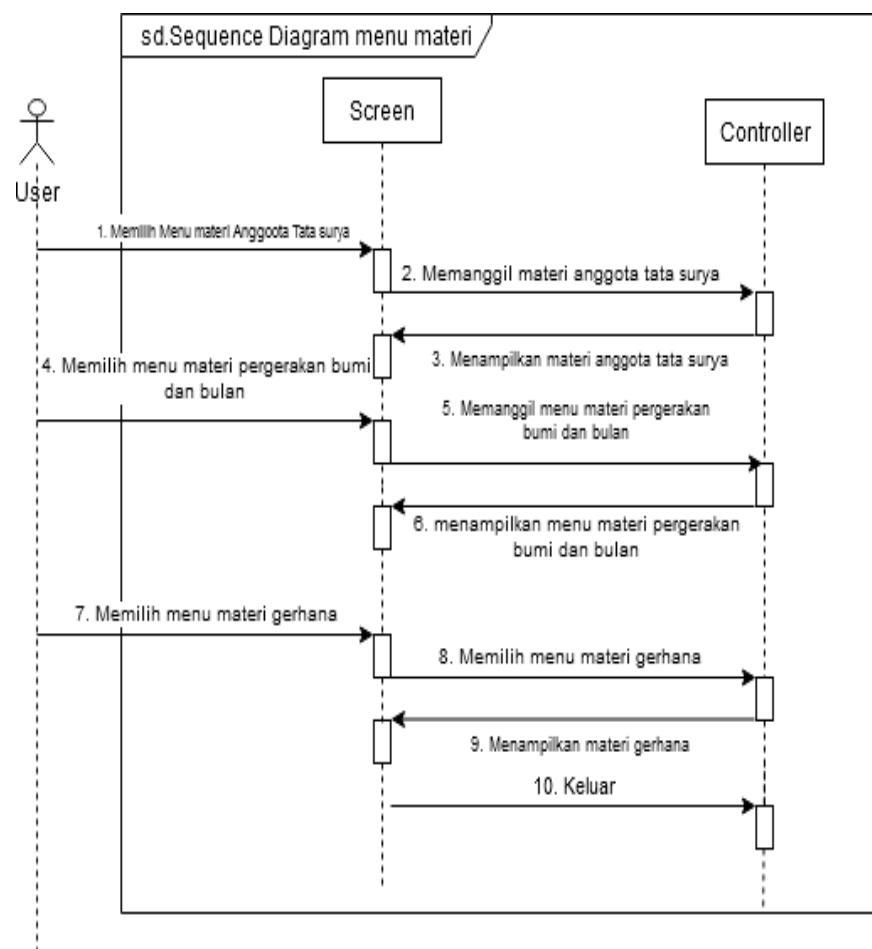 sd.Sequence Diagram menu materi
Screen
Controller
User
1. Memilih Menu materi Anggoota Tata surya
2. Memanggil materi anggota tata surya
3. Menampilkan materi anggota tata surya
4. Memilih menu materi pergerakan bumi
dan bulan
5. Memanggil menu materi pergerakan
bumi dan bulan
6. menampilkan menu materi pergerakan
bumi dan bulan
7. Memilih menu materi gerhana
8. Memilih menu materi gerhana
9. Menampilkan materi gerhana
10. Keluar